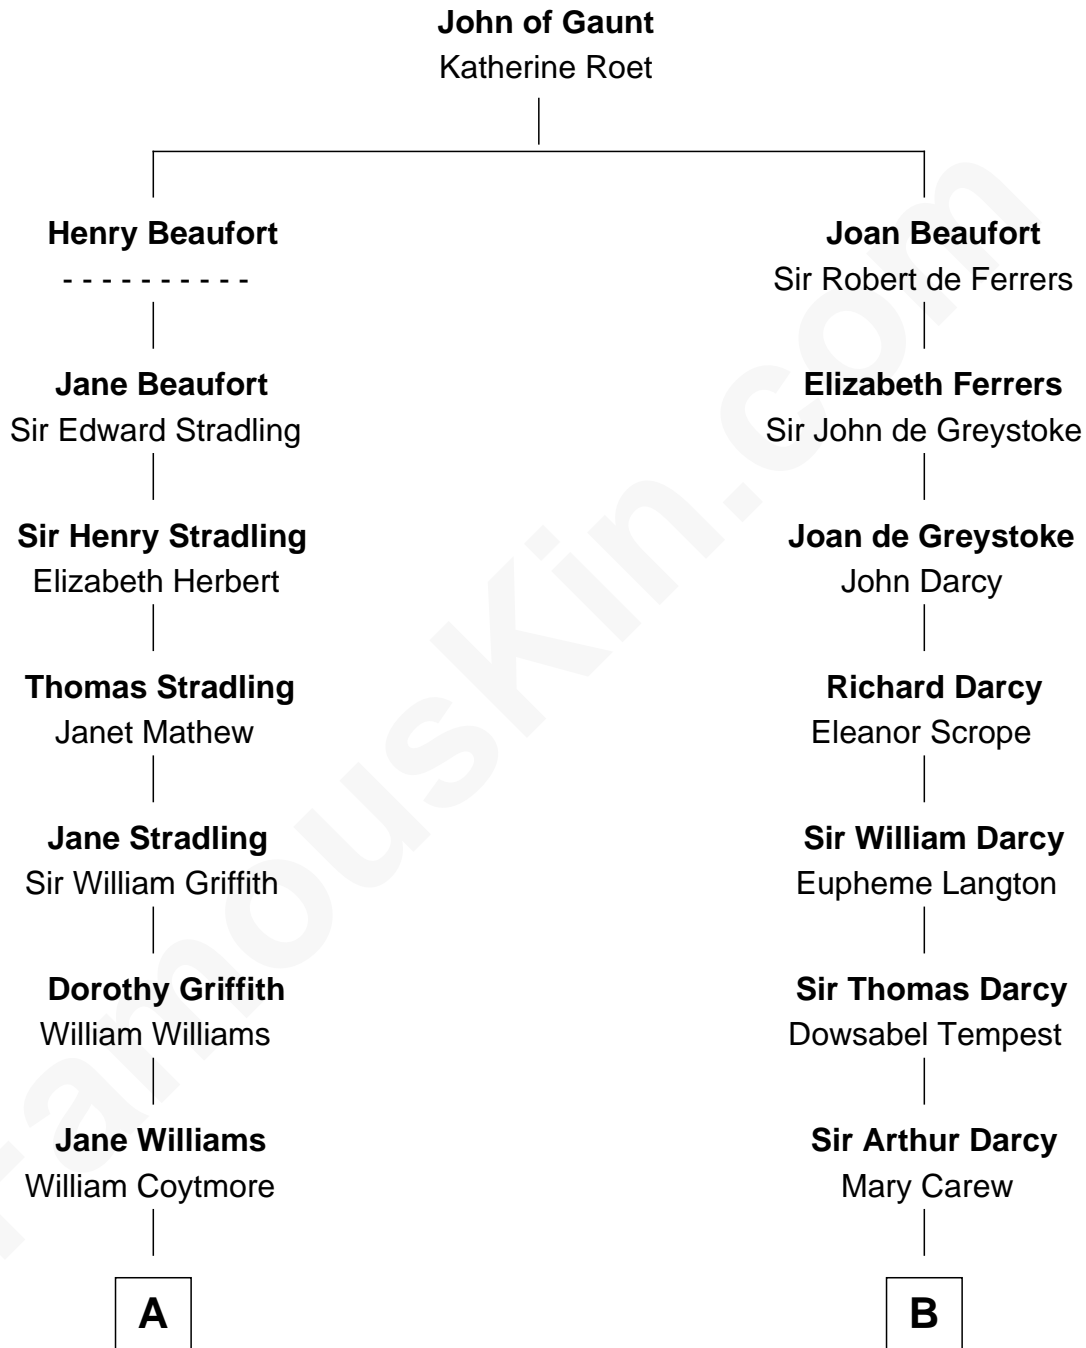 John of Gaunt
Katherine Roet
Henry Beaufort
- - - - - - - - - -
Jane Beaufort
Sir Edward Stradling
Sir Henry Stradling
Elizabeth Herbert
Thomas Stradling
Janet Mathew
Jane Stradling
Sir William Griffith
Dorothy Griffith
William Williams
Jane Williams
William Coytmore
A
Joan Beaufort
Sir Robert de Ferrers
Elizabeth Ferrers
Sir John de Greystoke
Joan de Greystoke
John Darcy
Richard Darcy
Eleanor Scrope
Sir William Darcy
Eupheme Langton
Sir Thomas Darcy
Dowsabel Tempest
Sir Arthur Darcy
Mary Carew
B
FamousKin.com